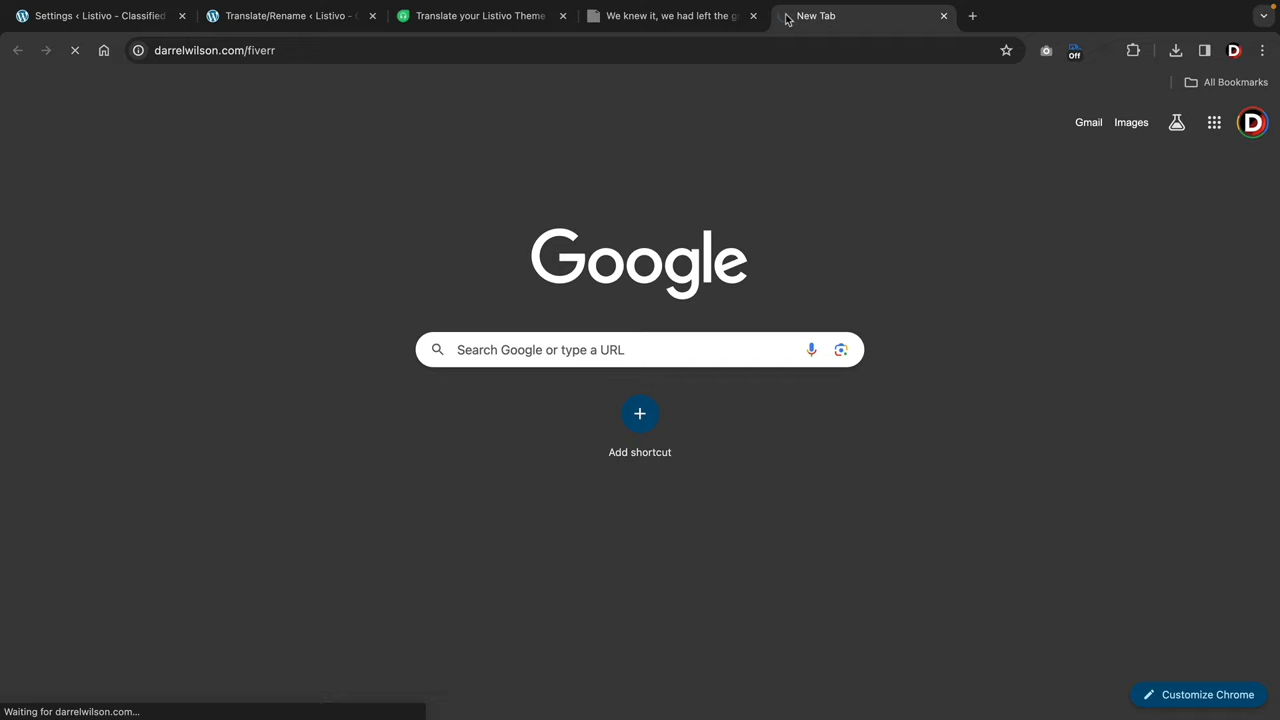 Settings ‹ Listivo - Classified
Translate/Rename ‹ Listivo -
Translate your Listivo Theme
We knew it, we had left the g
New Tab
darrelwilson.com/fiverr
Off
D
All Bookmarks
Gmail
Images
D
Google
Search Google or type a URL
Add shortcut
Customize Chrome
Waiting for darrelwilson.com...